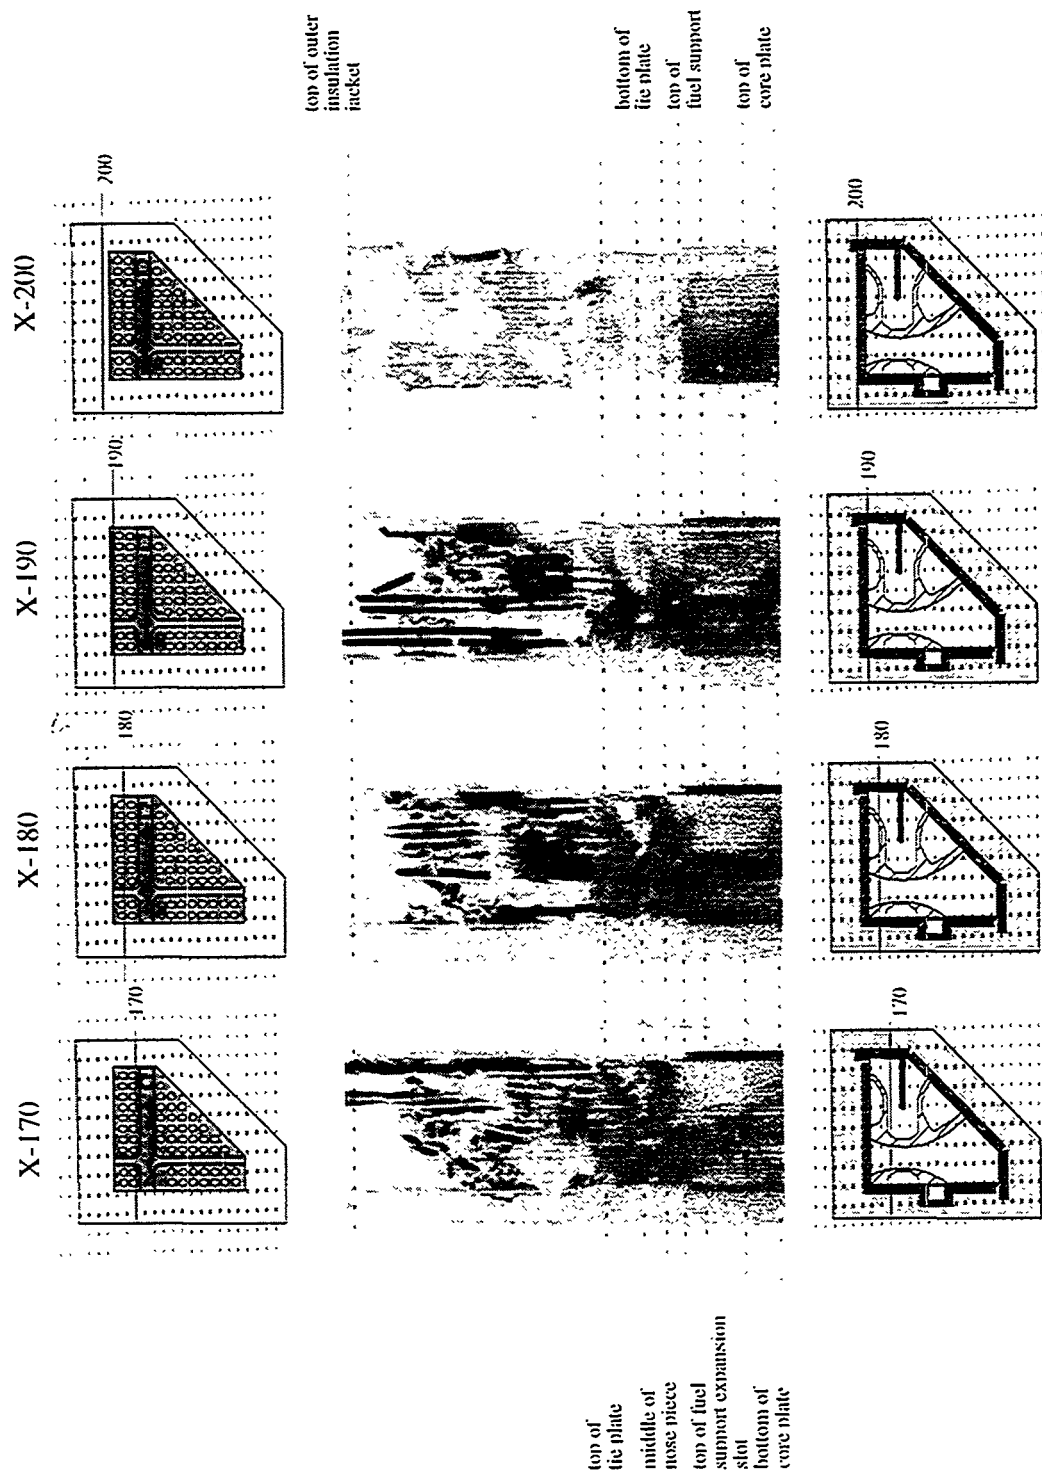 X-170
X-180
X-190
X-200
170
180
190
200
top of outer
insulation
jacket
bottom of
tie plate
top of
fuel support
top of
core plate
top of
tie plate
middle of
nose piece
top of fuel
support expansion
slot
bottom of
core plate
170
180
190
200